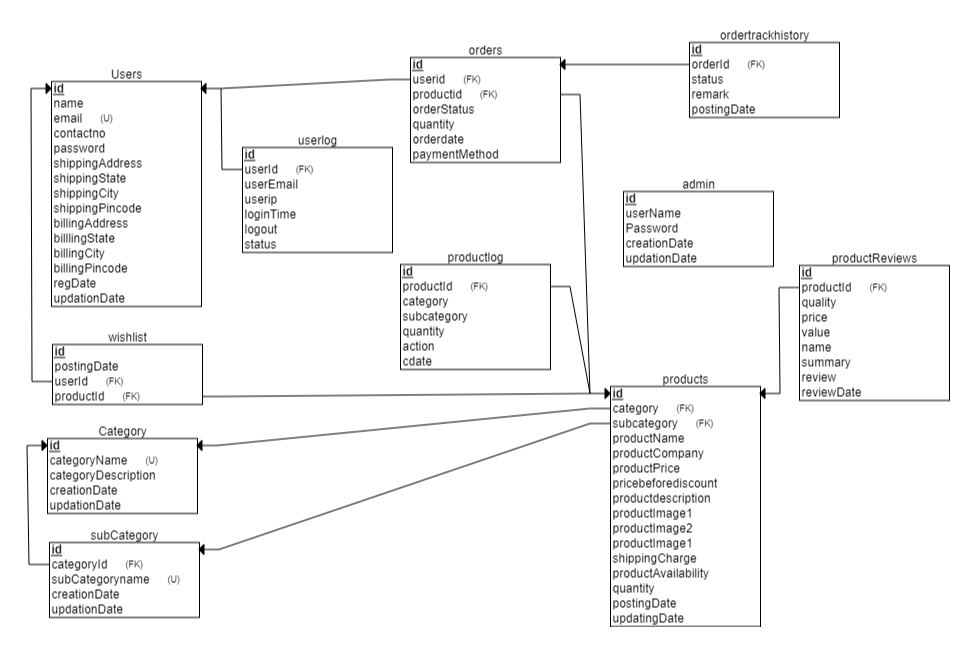 Users
id
name
email (U)
contactno
password
shippingAddress
shippingState
shippingCity
shippingPincode
billingAddress
billlingState
billingCity
billingPincode
regDate
updationDate
orders
id
userid (FK)
productid (FK)
orderStatus
quantity
orderdate
paymentMethod
ordertrackhistory
id
orderId (FK)
status
remark
postingDate
userlog
id
userId (FK)
userEmail
userip
loginTime
logout
status
admin
id
userName
Password
creationDate
updationDate
productlog
id
productId (FK)
category
subcategory
quantity
action
cdate
productReviews
id
productId (FK)
quality
price
value
name
summary
review
reviewDate
wishlist
id
postingDate
userId (FK)
productId (FK)
products
id
category (FK)
subcategory (FK)
productName
productCompany
productPrice
pricebeforediscount
productdescription
productImage1
productImage2
productImage1
shippingCharge
productAvailability
quantity
postingDate
updatingDate
Category
id
categoryName (U)
categoryDescription
creationDate
updationDate
subCategory
id
categoryId (FK)
subCategoryname (U)
creationDate
updationDate